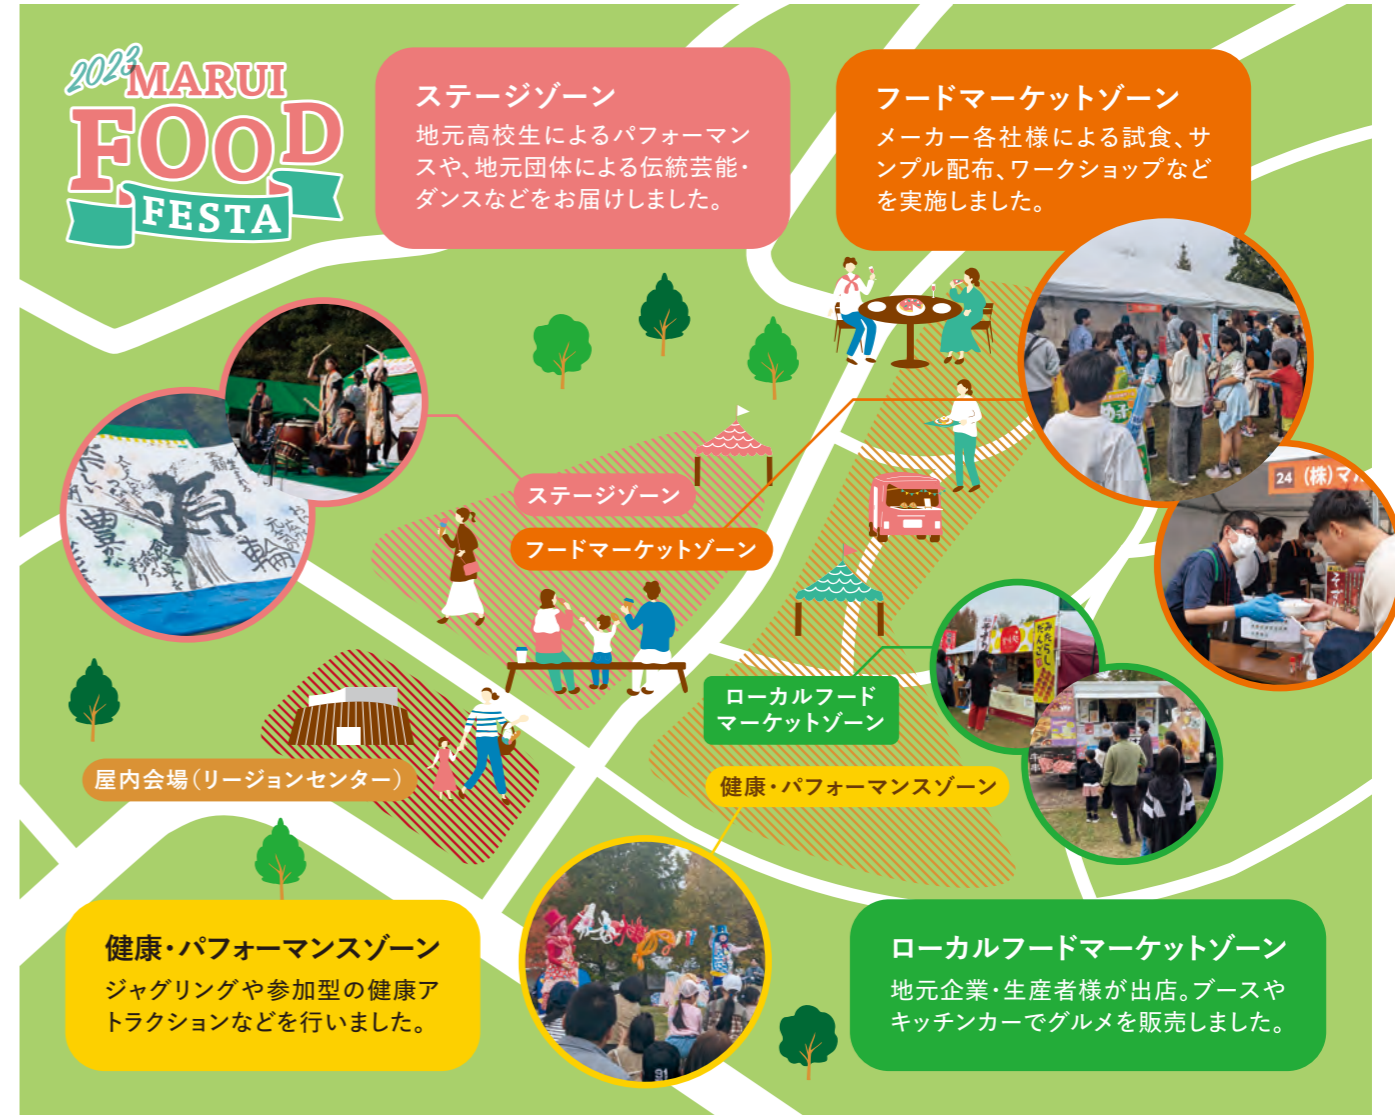 2023
MARUI
FOOD
FESTA
ステージゾーン
地元高校生によるパフォーマン
スや、地元団体による伝統芸能・
ダンスなどをお届けしました。
フードマーケットゾーン
メーカー各社様による試食、サ
ンプル配布、ワークショップなど
を実施しました。
ステージゾーン
フードマーケットゾーン
24 (株)マル
みたらし
だんご
ローカルフード
マーケットゾーン
健康・パフォーマンスゾーン
屋内会場(リージョンセンター)
健康・パフォーマンスゾーン
ジャグリングや参加型の健康ア
トラクションなどを行いました。
91
ローカルフードマーケットゾーン
地元企業・生産者様が出店。ブースや
キッチンカーでグルメを販売しました。